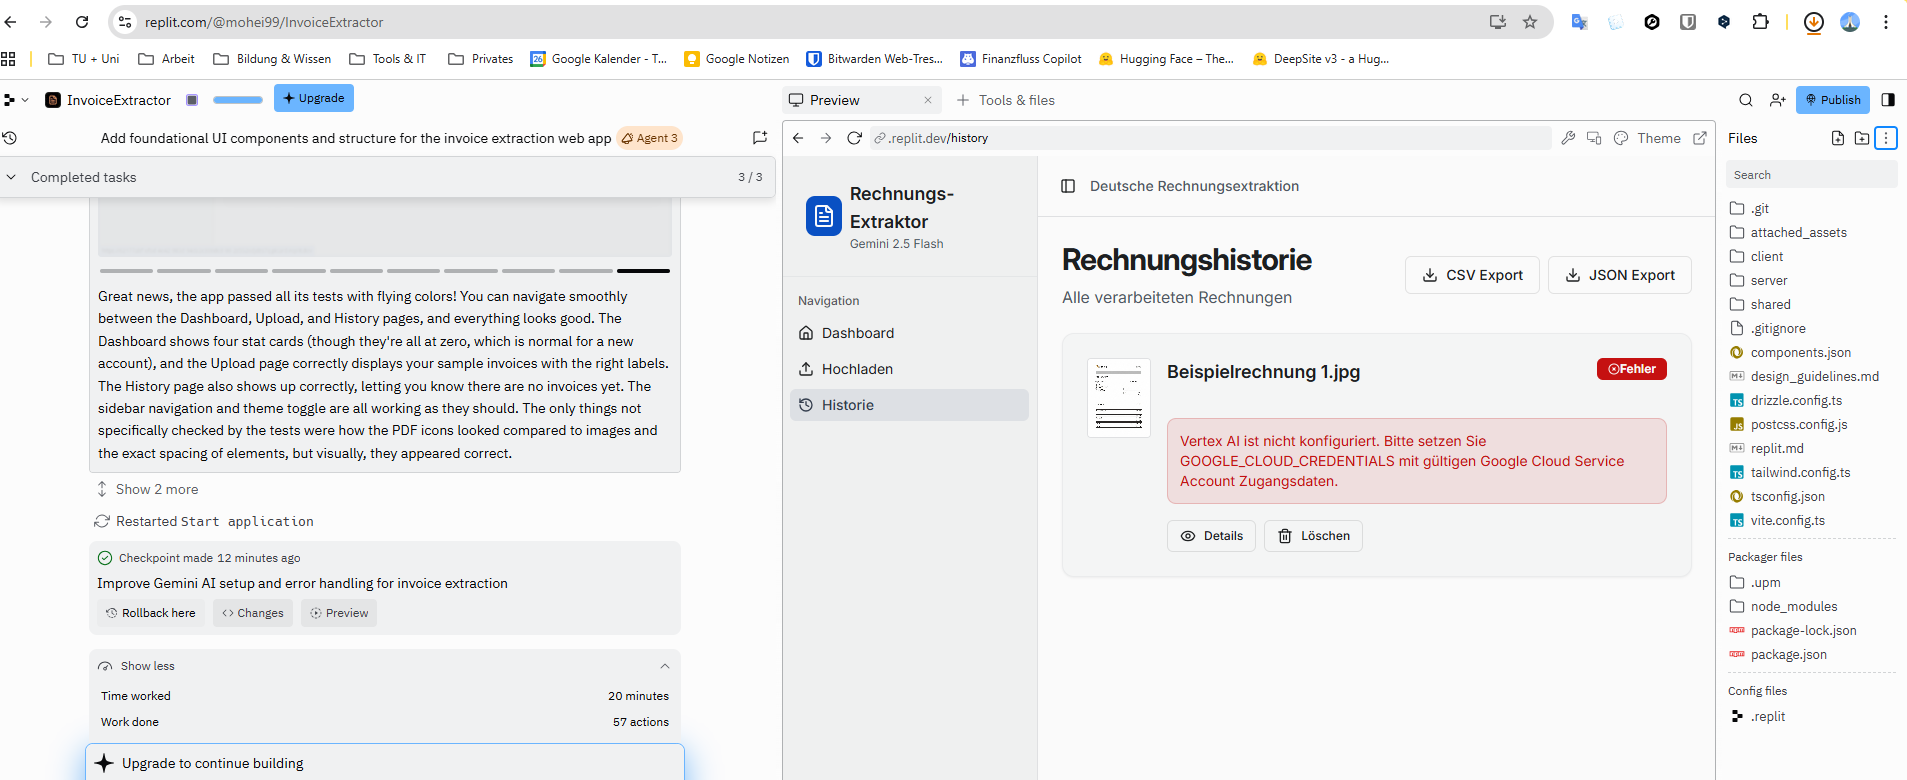 replit.com/@mohei99/InvoiceExtractor
TU + Uni
Arbeit
Bildung & Wissen
Tools & IT
Privates
26
Google Kalender - T...
Google Notizen
Bitwarden Web-Tres...
Finanzfluss Copilot
Hugging Face – The...
DeepSite v3 - a Hug...
InvoiceExtractor
Upgrade
Preview
Tools & files
Publish
Add foundational UI components and structure for the invoice extraction web app
Agent 3
Completed tasks
3 / 3
Great news, the app passed all its tests with flying colors! You can navigate smoothly
between the Dashboard, Upload, and History pages, and everything looks good. The
Dashboard shows four stat cards (though they're all at zero, which is normal for a new
account), and the Upload page correctly displays your sample invoices with the right labels.
The History page also shows up correctly, letting you know there are no invoices yet. The
sidebar navigation and theme toggle are all working as they should. The only things not
specifically checked by the tests were how the PDF icons looked compared to images and
the exact spacing of elements, but visually, they appeared correct.
Show 2 more
Restarted Start application
Checkpoint made 12 minutes ago
Improve Gemini AI setup and error handling for invoice extraction
Rollback here
Changes
Preview
Show less
Time worked
20 minutes
Work done
57 actions
Upgrade to continue building
.replit.dev/history
Theme
Rechnungs-
Extraktor
Gemini 2.5 Flash
Navigation
Dashboard
Hochladen
Historie
Deutsche Rechnungsextraktion
Rechnungshistorie
Alle verarbeiteten Rechnungen
CSV Export
JSON Export
Beispielrechnung 1.jpg
Fehler
Vertex AI ist nicht konfiguriert. Bitte setzen Sie
GOOGLE_CLOUD_CREDENTIALS mit gültigen Google Cloud Service
Account Zugangsdaten.
Details
Löschen
Files
Search
.git
attached_assets
client
server
shared
.gitignore
components.json
design_guidelines.md
TS drizzle.config.ts
JS postcss.config.js
replit.md
TS tailwind.config.ts
tsconfig.json
TS vite.config.ts
Packager files
.upm
node_modules
package-lock.json
package.json
Config files
.replit